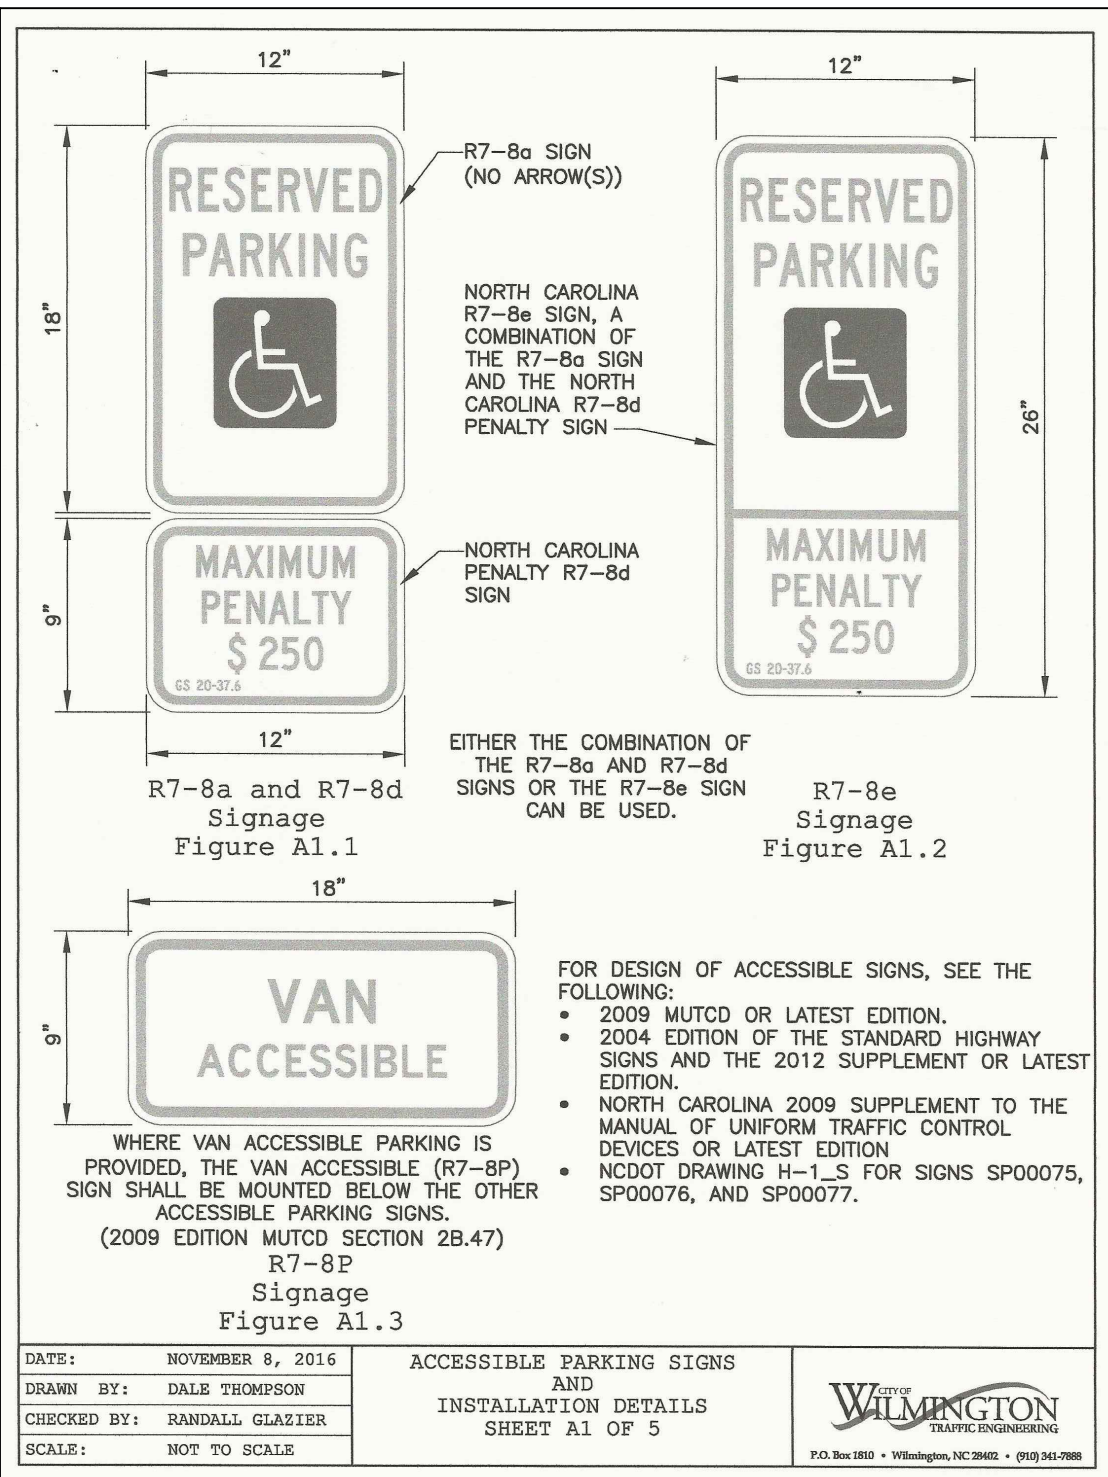 12"
18"
RESERVED
PARKING
R7-8a SIGN
(NO ARROW(S))
9"
MAXIMUM
PENALTY
$ 250
GS 20-37.6
NORTH CAROLINA
PENALTY R7-8d
SIGN
12"
R7-8a and R7-8d
Signage
Figure A1.1
NORTH CAROLINA
R7-8e SIGN, A
COMBINATION OF
THE R7-8a SIGN
AND THE NORTH
CAROLINA R7-8d
PENALTY SIGN
12"
26"
RESERVED
PARKING
MAXIMUM
PENALTY
$ 250
GS 20-37.6
EITHER THE COMBINATION OF
THE R7-8a AND R7-8d
SIGNS OR THE R7-8e SIGN
CAN BE USED.
R7-8e
Signage
Figure A1.2
18"
9"
VAN
ACCESSIBLE
WHERE VAN ACCESSIBLE PARKING IS
PROVIDED, THE VAN ACCESSIBLE (R7-8P)
SIGN SHALL BE MOUNTED BELOW THE OTHER
ACCESSIBLE PARKING SIGNS.
(2009 EDITION MUTCD SECTION 2B.47)
R7-8P
Signage
Figure A1.3
FOR DESIGN OF ACCESSIBLE SIGNS, SEE THE
FOLLOWING:
• 2009 MUTCD OR LATEST EDITION.
• 2004 EDITION OF THE STANDARD HIGHWAY
SIGNS AND THE 2012 SUPPLEMENT OR LATEST
EDITION.
• NORTH CAROLINA 2009 SUPPLEMENT TO THE
MANUAL OF UNIFORM TRAFFIC CONTROL
DEVICES OR LATEST EDITION
• NCDOT DRAWING H-1_S FOR SIGNS SP00075,
SP00076, AND SP00077.
DATE: NOVEMBER 8, 2016
DRAWN BY: DALE THOMPSON
CHECKED BY: RANDALL GLAZIER
SCALE: NOT TO SCALE
ACCESSIBLE PARKING SIGNS
AND
INSTALLATION DETAILS
SHEET A1 OF 5
CITY OF
WILMINGTON
TRAFFIC ENGINEERING
P.O. Box 1810 • Wilmington, NC 28402 • (910) 341-7888